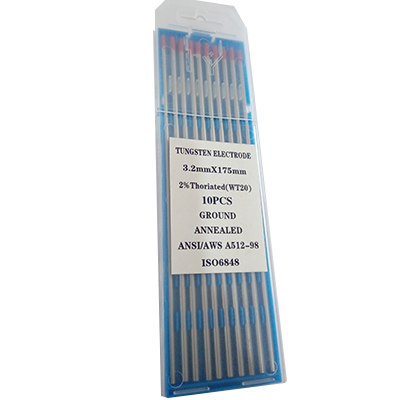 TUNGSTEN ELECTRODE
3.2mmX175mm
2%Thoriated(WT20)
10PCS
GROUND
ANNEALED
ANSI/AWS A512-98
ISO6848